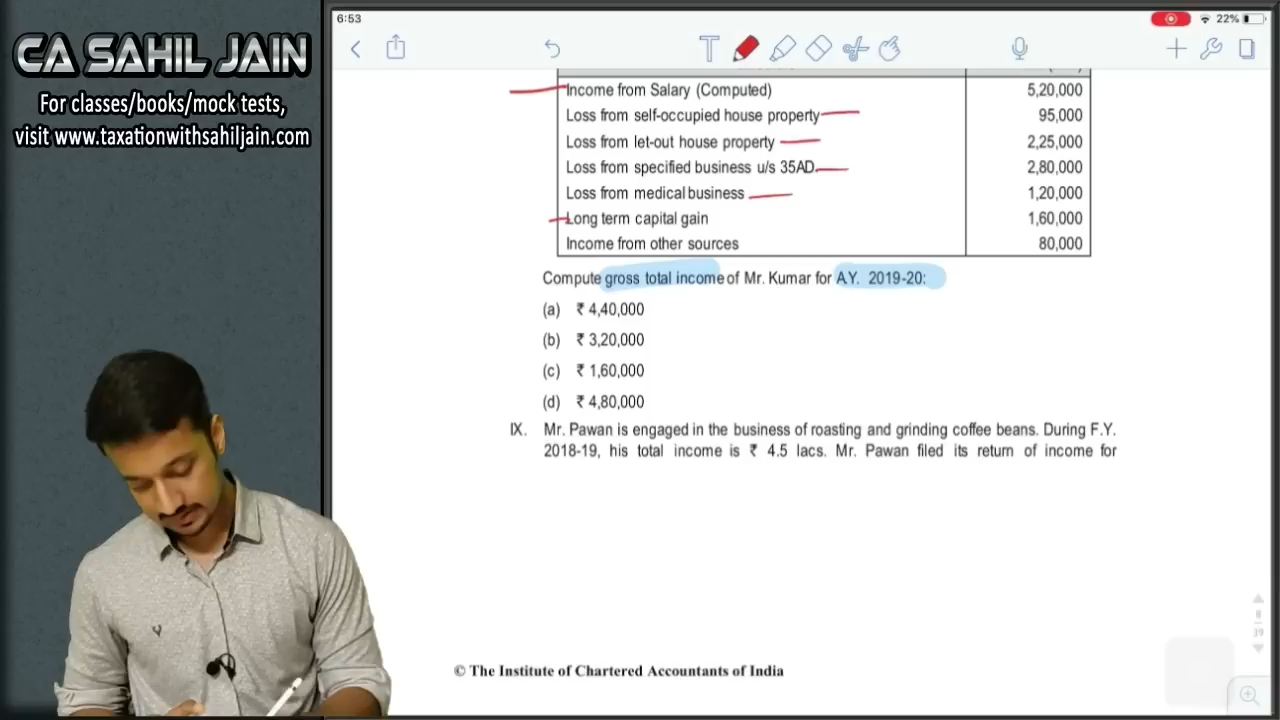 6:53
22%
CA SAHIL JAIN
For classes/books/mock tests,
visit www.taxationwithsahiljain.com
T
Income from Salary (Computed) 5,20,000
Loss from self-occupied house property 95,000
Loss from let-out house property 2,25,000
Loss from specified business u/s 35AD. 2,80,000
Loss from medical business 1,20,000
Long term capital gain 1,60,000
Income from other sources 80,000
Compute gross total income of Mr. Kumar for A.Y. 2019-20:
(a) ₹ 4,40,000
(b) ₹ 3,20,000
(c) ₹ 1,60,000
(d) ₹ 4,80,000
IX. Mr. Pawan is engaged in the business of roasting and grinding coffee beans. During F.Y.
2018-19, his total income is ₹ 4.5 lacs. Mr. Pawan filed its return of income for
8
39
© The Institute of Chartered Accountants of India